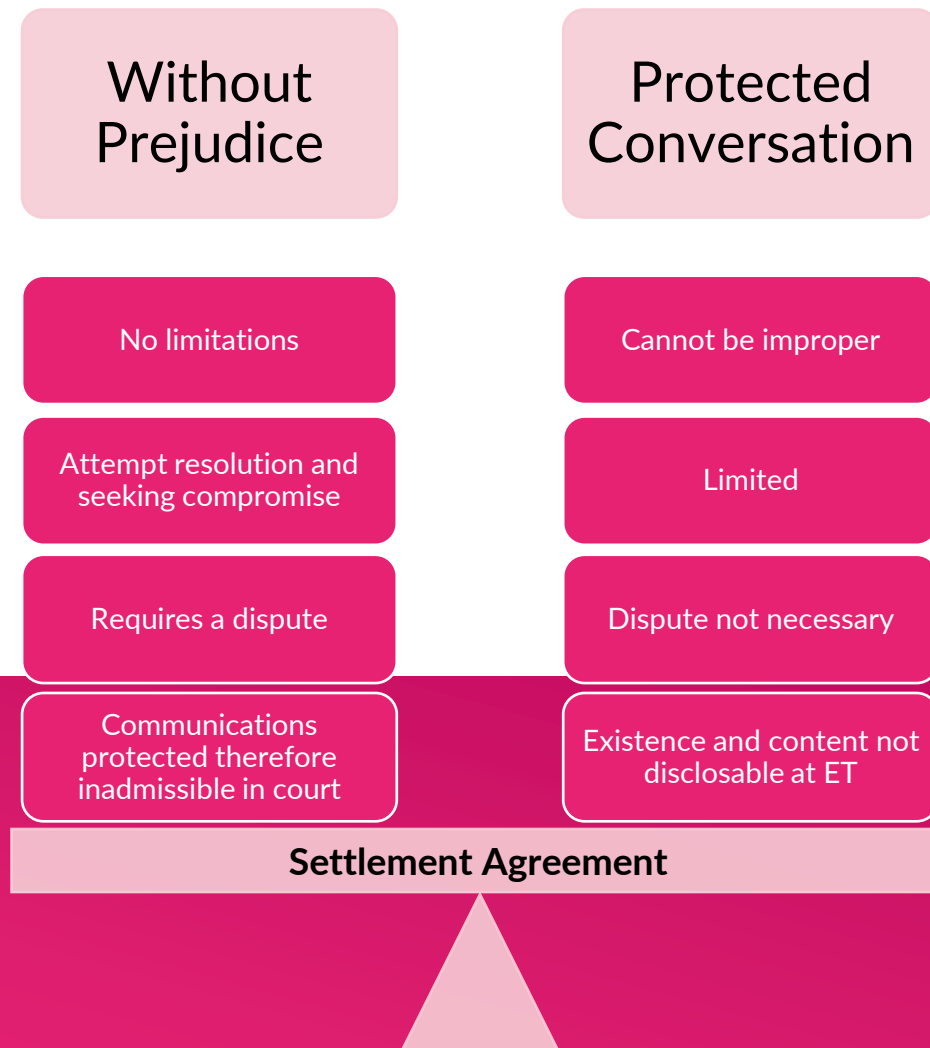 Without
Prejudice
No limitations
Attempt resolution and
seeking compromise
Requires a dispute
Communications
protected therefore
inadmissible in court
Protected
Conversation
Cannot be improper
Limited
Dispute not necessary
Existence and content not
disclosable at ET
Settlement Agreement